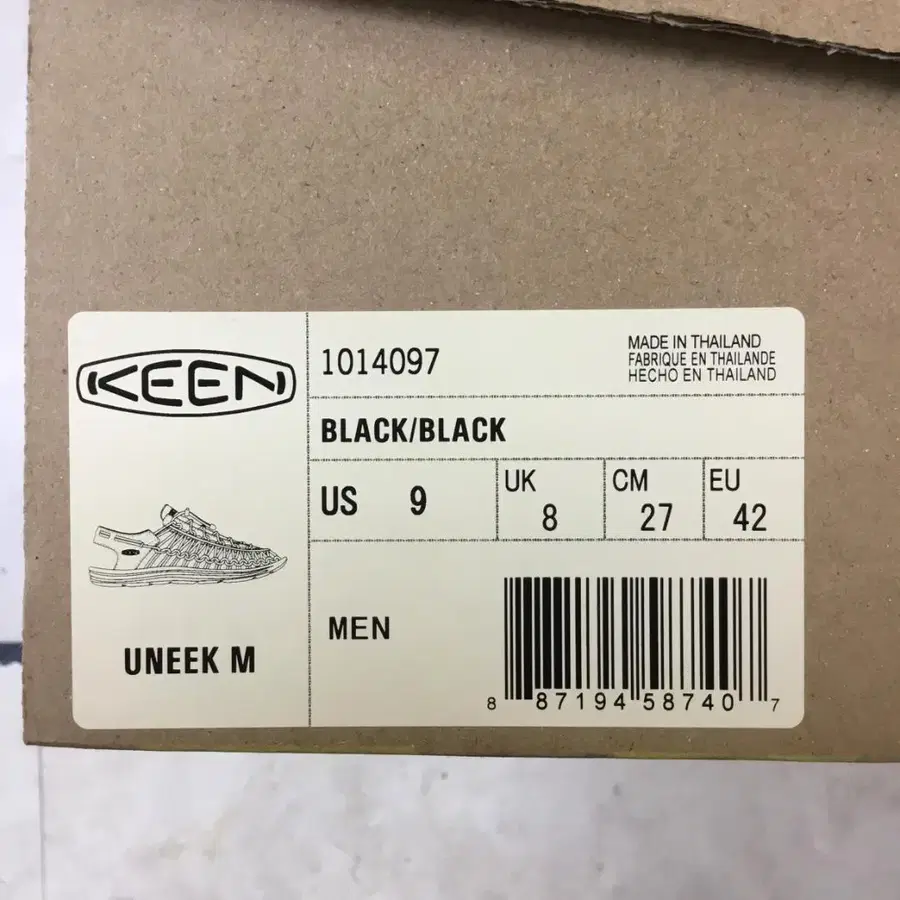 KEEN
1014097
MADE IN THAILAND
FABRIQUE EN THAILANDE
HECHO EN THAILAND
BLACK/BLACK
US 9
UK 8
CM 27
EU 42
KEEN
UNEEK M
MEN
8 87194 58740 7